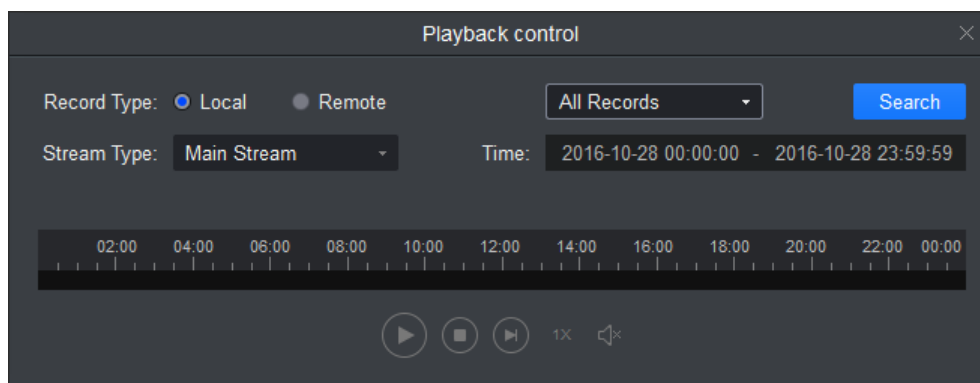 Playback control
Record Type: Local Remote All Records Search
Stream Type: Main Stream Time: 2016-10-28 00:00:00 - 2016-10-28 23:59:59
02:00 04:00 06:00 08:00 10:00 12:00 14:00 16:00 18:00 20:00 22:00 00:00
1X